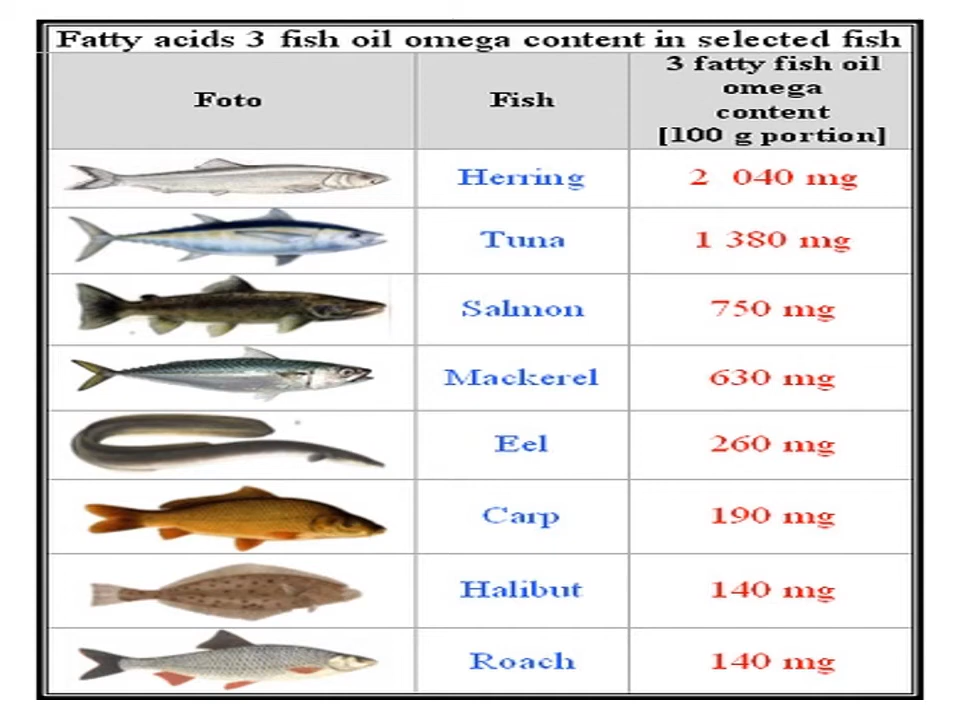 Fatty acids 3 fish oil omega content in selected fish
Foto
Fish
3 fatty fish oil
omega
content
[100 g portion]
Herring 2 040 mg
Tuna 1 380 mg
Salmon 750 mg
Mackerel 630 mg
Eel 260 mg
Carp 190 mg
Halibut 140 mg
Roach 140 mg